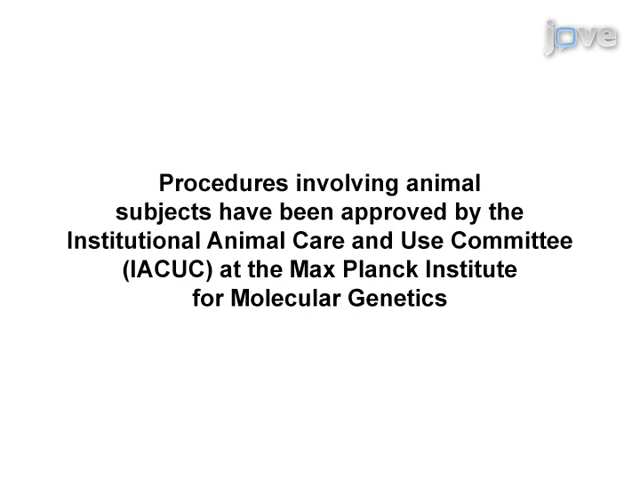 jove
Procedures involving animal
subjects have been approved by the
Institutional Animal Care and Use Committee
(IACUC) at the Max Planck Institute
for Molecular Genetics